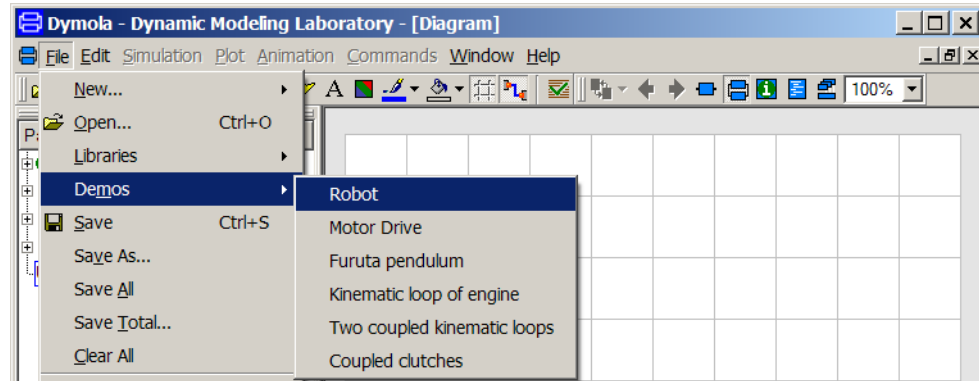 Dymola - Dynamic Modeling Laboratory - [Diagram]
File Edit Simulation Plot Animation Commands Window Help
A 100%
New...
Open... Ctrl+O
Libraries
Demos
Save Ctrl+S
Save As...
Save All
Save Total...
Clear All
Robot
Motor Drive
Furuta pendulum
Kinematic loop of engine
Two coupled kinematic loops
Coupled clutches